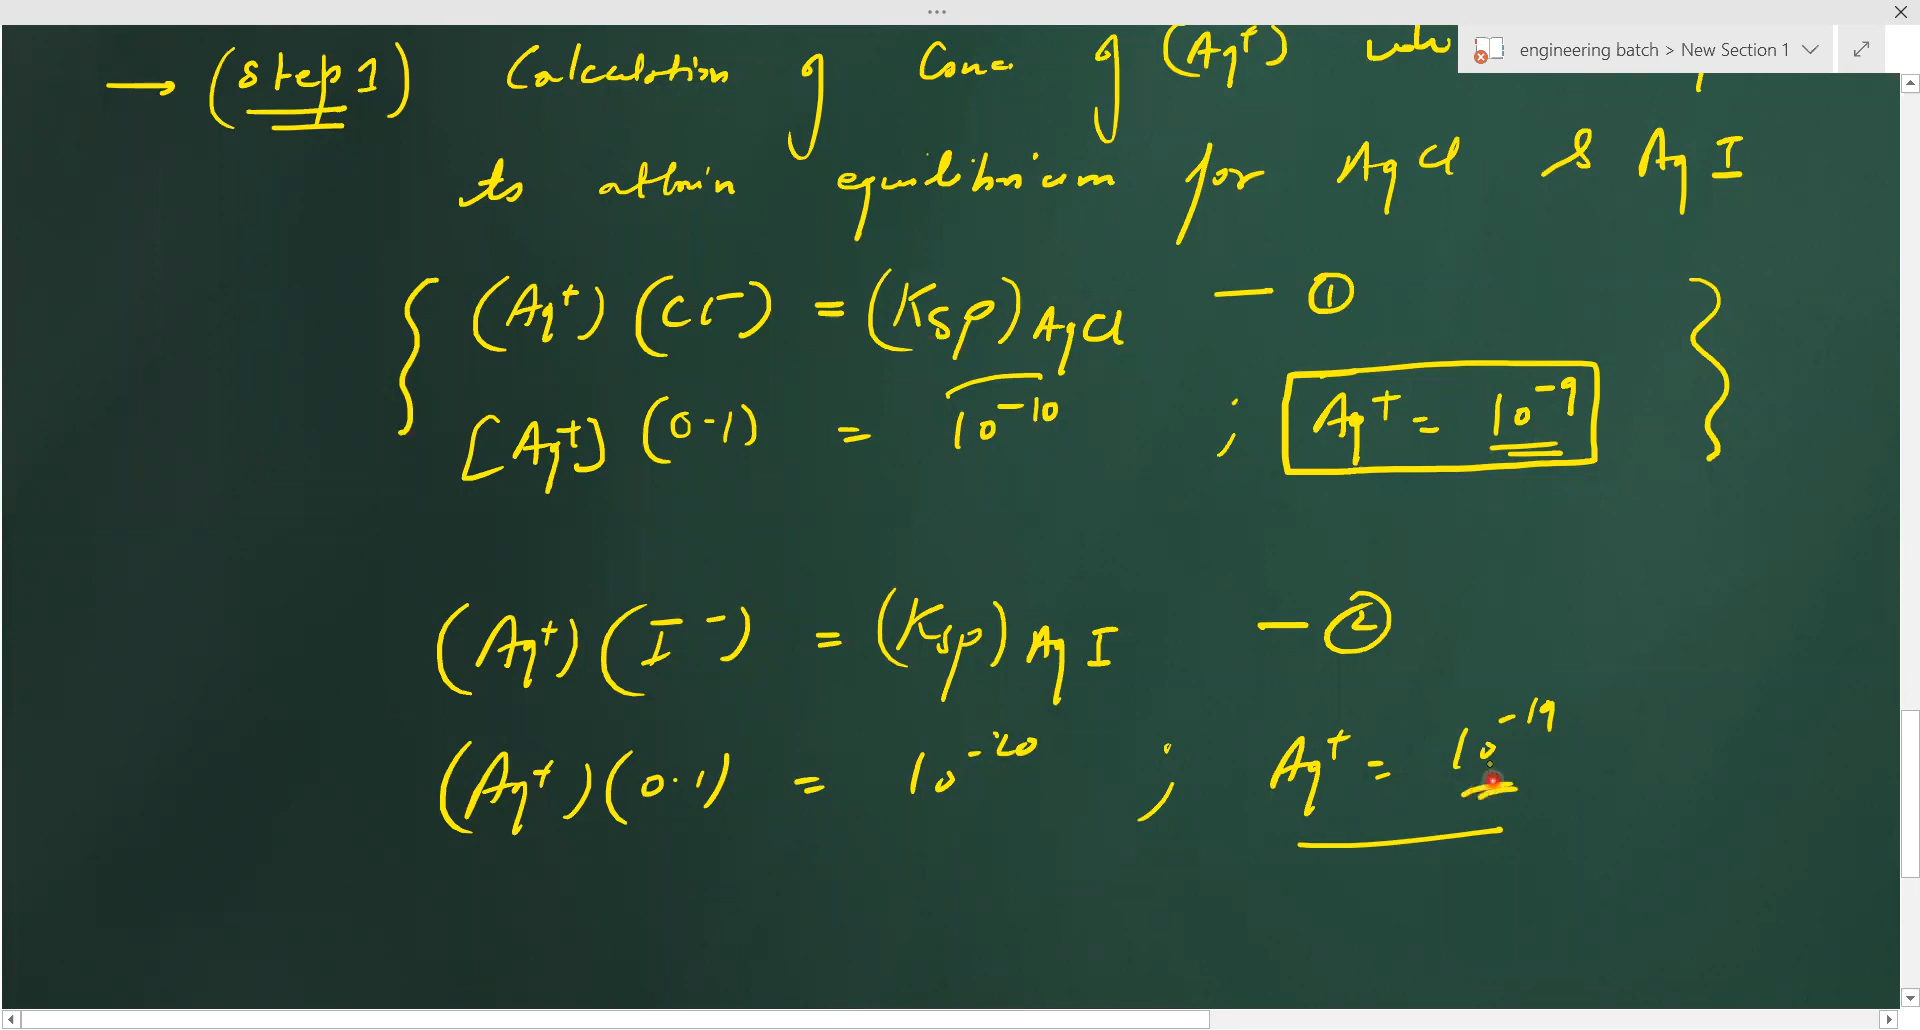 → (step 1) Calculation of Conc of (Ag⁺)
engineering batch > New Section 1
to attain equilibrium for AgCl & AgI
(Ag⁺) (Cl⁻) = (Ksp) AgCl — ①
[Ag⁺] (0.1) = 10⁻¹⁰ ; Ag⁺ = 10⁻⁹
(Ag⁺) (I⁻) = (Ksp) AgI — ②
(Ag⁺) (0.1) = 10⁻²⁰ ; Ag⁺ = 10⁻¹⁹